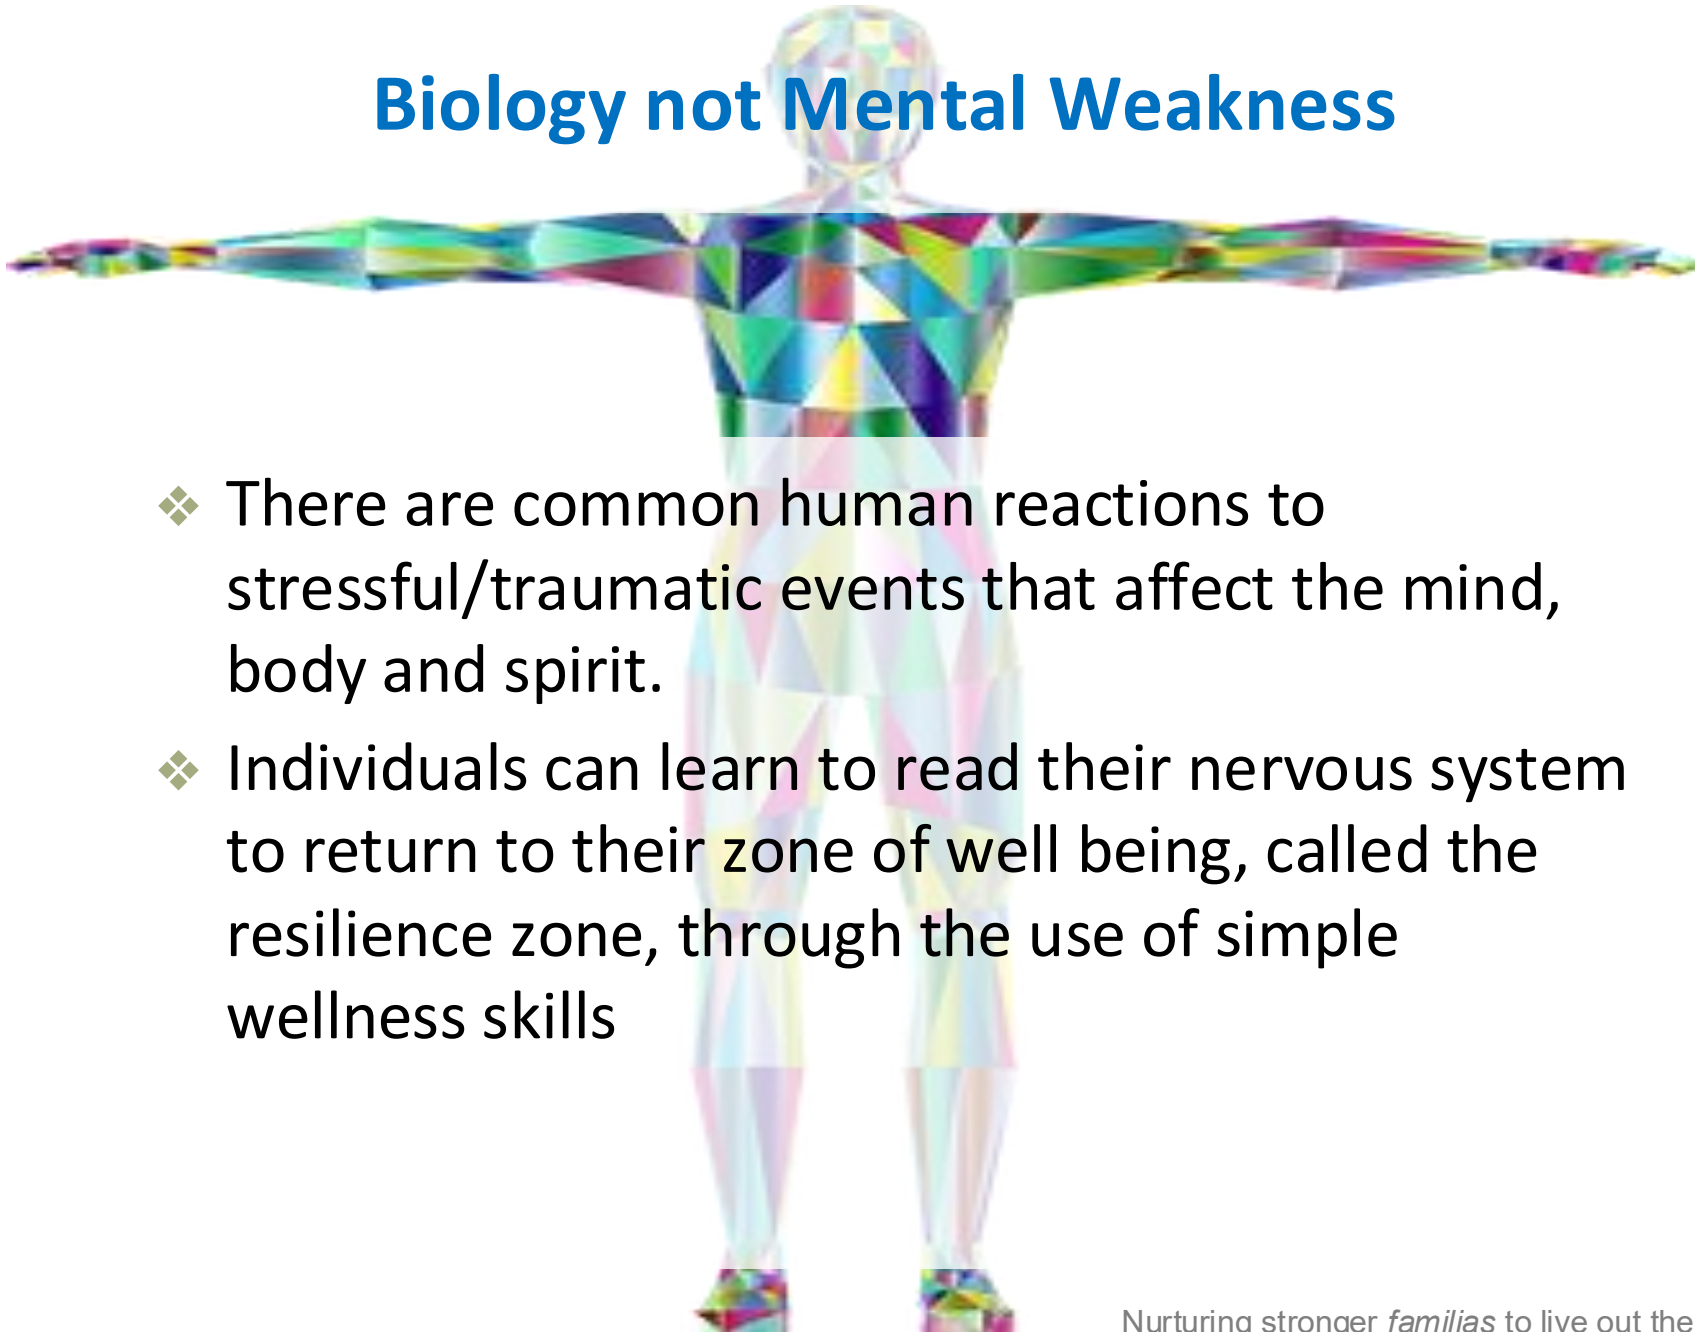 Biology not Mental Weakness
❖ There are common human reactions to
stressful/traumatic events that affect the mind,
body and spirit.
❖ Individuals can learn to read their nervous system
to return to their zone of well being, called the
resilience zone, through the use of simple
wellness skills
Nurturing stronger familias to live out the